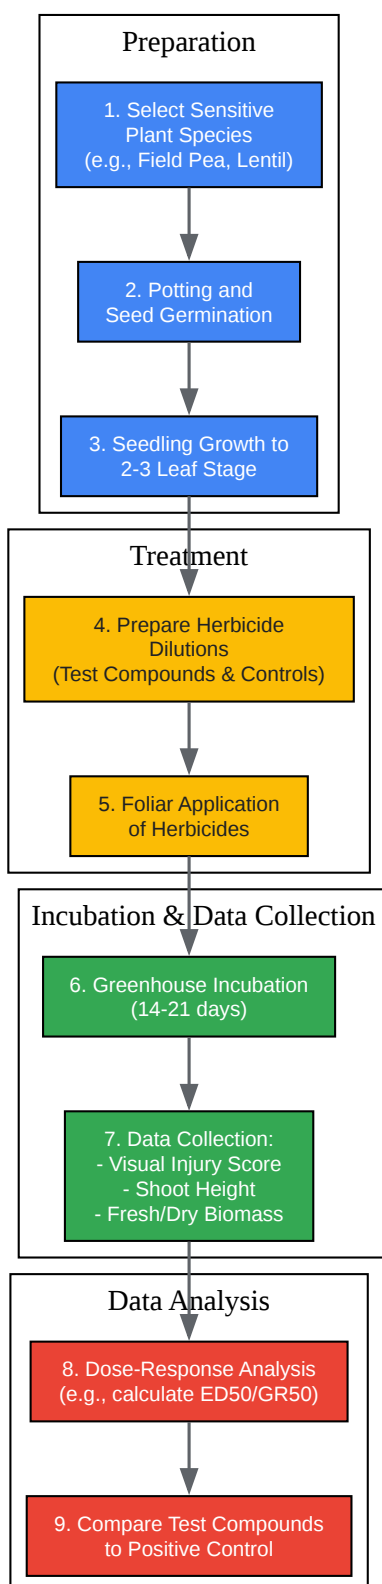 Preparation
1. Select Sensitive
Plant Species
(e.g., Field Pea, Lentil)
2. Potting and
Seed Germination
3. Seedling Growth to
2-3 Leaf Stage
Treatment
4. Prepare Herbicide
Dilutions
(Test Compounds & Controls)
5. Foliar Application
of Herbicides
Incubation & Data Collection
6. Greenhouse Incubation
(14-21 days)
7. Data Collection:
- Visual Injury Score
- Shoot Height
- Fresh/Dry Biomass
Data Analysis
8. Dose-Response Analysis
(e.g., calculate ED50/GR50)
9. Compare Test Compounds
to Positive Control